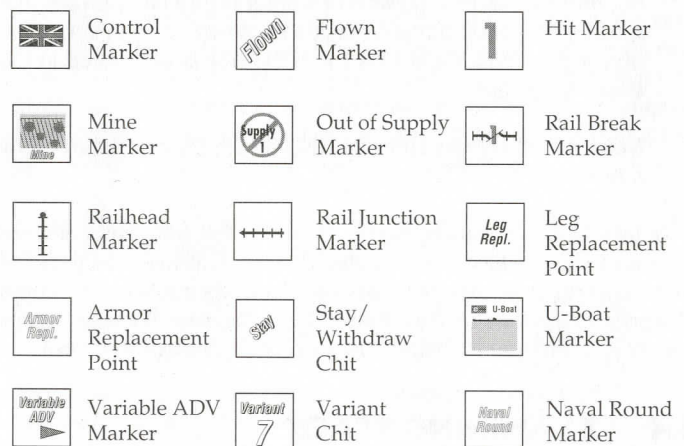 Control
Marker
Flown
Flown
Marker
1
Hit Marker
Mine
Mine
Marker
Supply
1
Out of Supply
Marker
Rail Break
Marker
Railhead
Marker
Rail Junction
Marker
Leg
Repl.
Leg
Replacement
Point
Armor
Repl.
Armor
Replacement
Point
Stay
Stay/
Withdraw
Chit
U-Boat
U-Boat
Marker
Variable
ADV
Variable ADV
Marker
Variant
7
Variant
Chit
Naval
Round
Naval Round
Marker